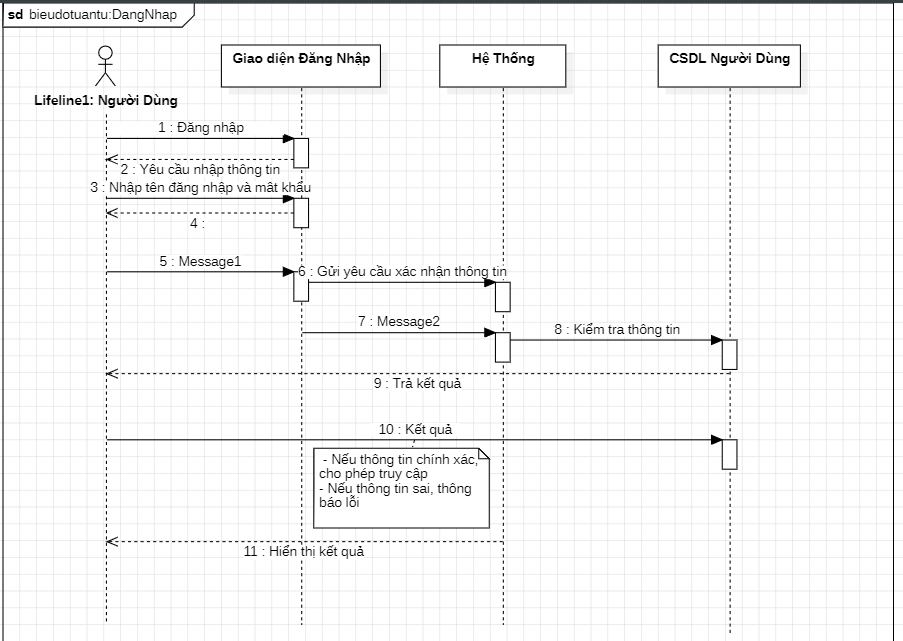 sd bieudotuantu:DangNhap
Giao diện Đăng Nhập
Hệ Thống
CSDL Người Dùng
Lifeline1: Người Dùng
1 : Đăng nhập
2 : Yêu cầu nhập thông tin
3 : Nhập tên đăng nhập và mât khẩu
4 :
5 : Message1
6 : Gửi yêu cầu xác nhận thông tin
7 : Message2
8 : Kiểm tra thông tin
9 : Trả kết quả
10 : Kết quả
- Nếu thông tin chính xác,
cho phép truy cập
- Nếu thông tin sai, thông
báo lỗi
11 : Hiển thị kết quả